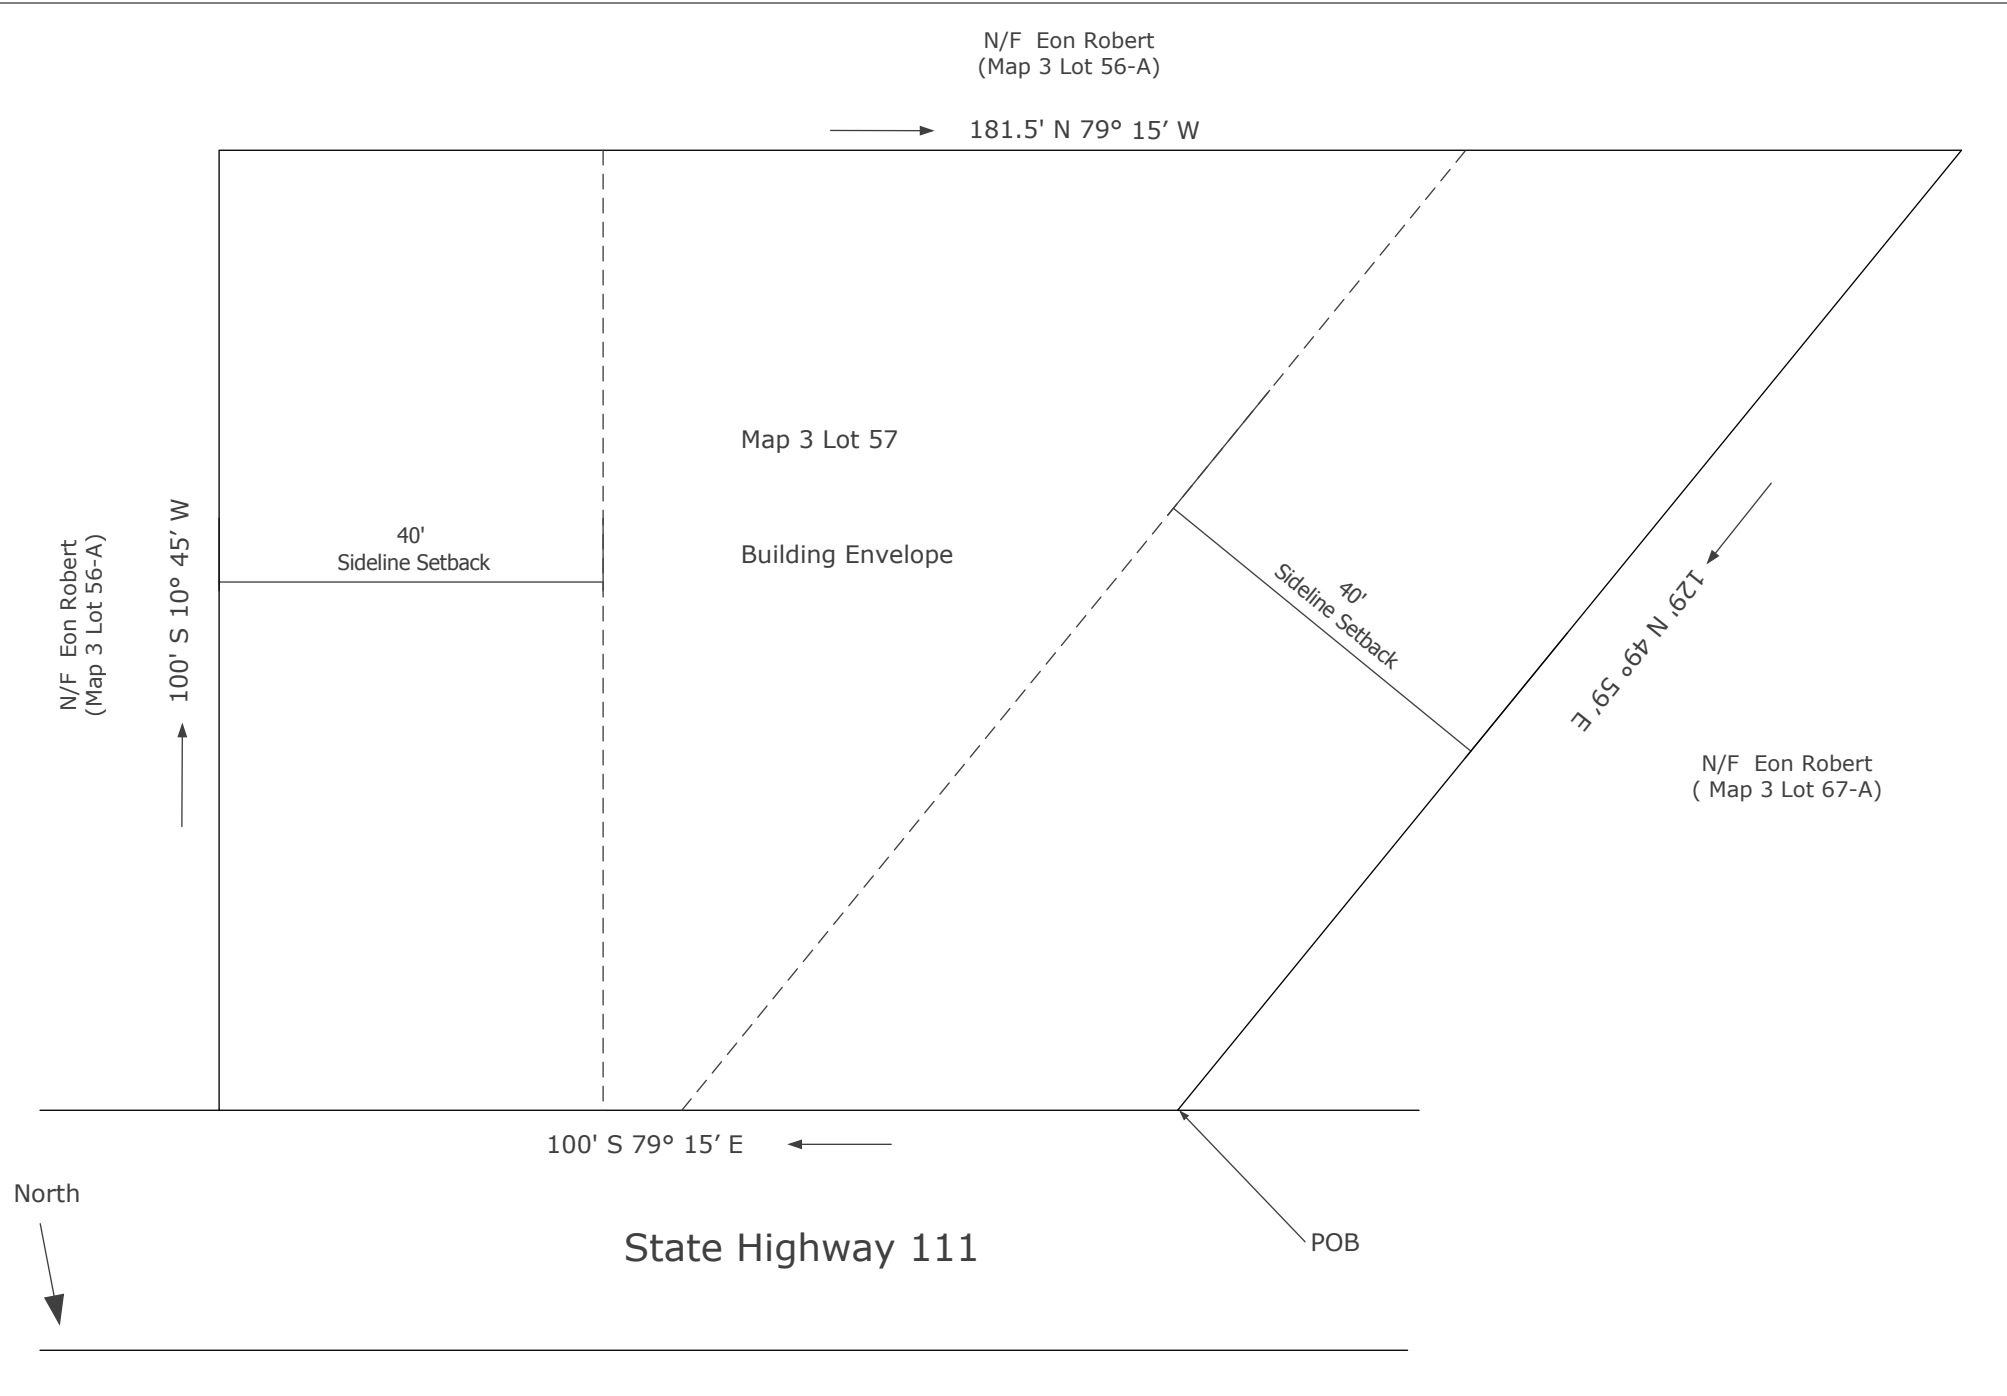 N/F Eon Robert
(Map 3 Lot 56-A)
181.5' N 79° 15’ W
Map 3 Lot 57
40'
Sideline Setback
Building Envelope
N/F Eon Robert
(Map 3 Lot 56-A)
100' S 10° 45’ W
40'
Sideline Setback
129' N 49° 59’ E
N/F Eon Robert
( Map 3 Lot 67-A)
100' S 79° 15’ E
North
State Highway 111
POB